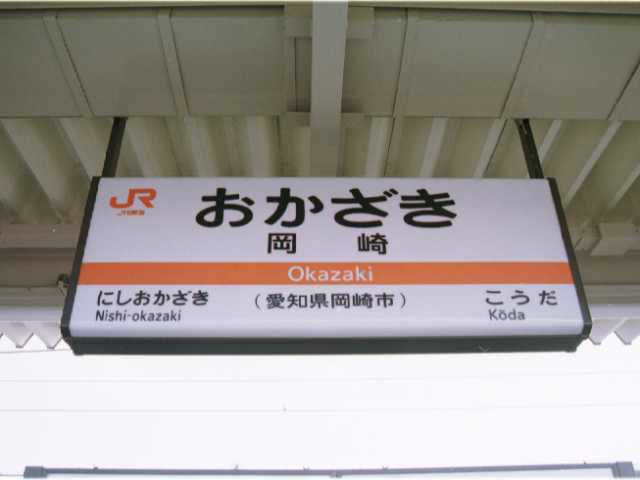 JR
JR東海
おかざき
岡崎
Okazaki
にしおかざき
Nishi-okazaki
(愛知県岡崎市)
こうだ
Kōda